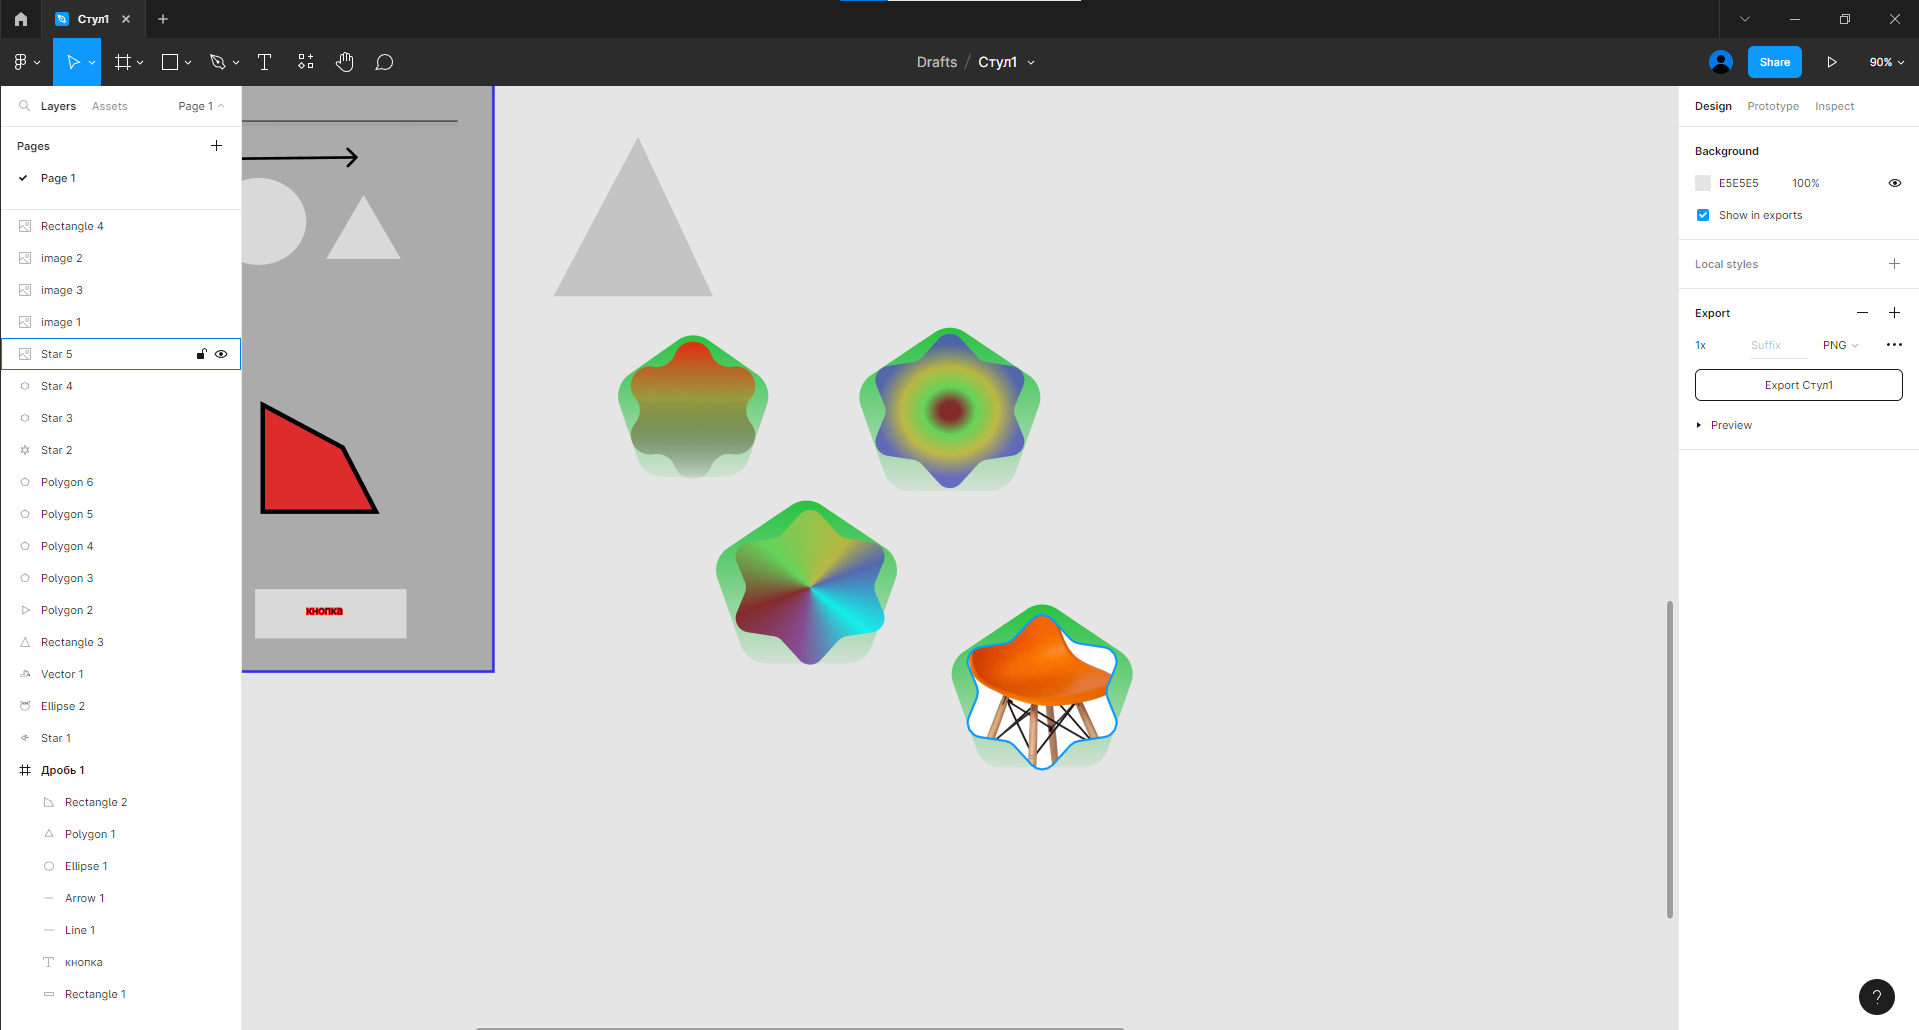 Стул1
Drafts / Стул1
Share
90%
Layers Assets Page 1
Pages
Page 1
Rectangle 4
image 2
image 3
image 1
Star 5
Star 4
Star 3
Star 2
Polygon 6
Polygon 5
Polygon 4
Polygon 3
Polygon 2
Rectangle 3
Vector 1
Ellipse 2
Star 1
Дробь 1
Rectangle 2
Polygon 1
Ellipse 1
Arrow 1
Line 1
кнопка
Rectangle 1
кнопка
Design Prototype Inspect
Background
E5E5E5 100%
Show in exports
Local styles
Export
1x Suffix PNG
Export Стул1
Preview
?